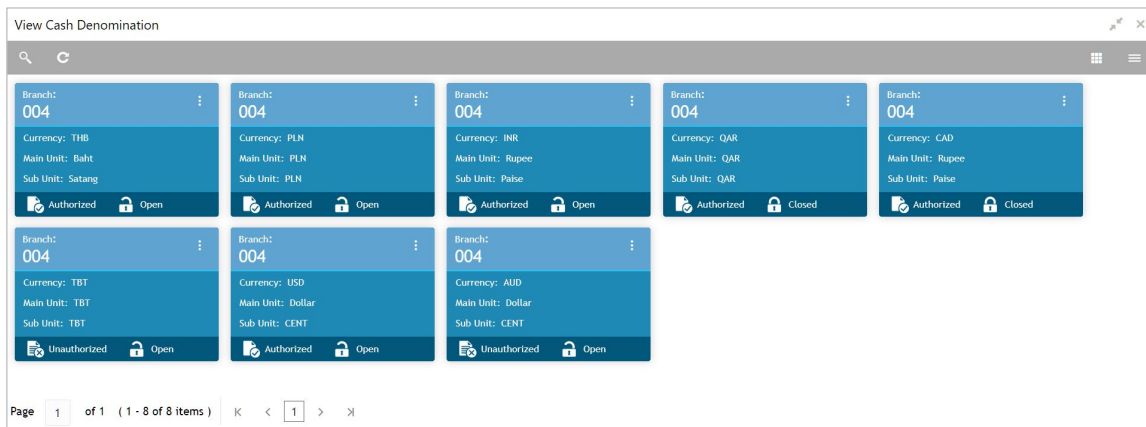 View Cash Denomination
Branch:
004
Currency: THB
Main Unit: Baht
Sub Unit: Satang
Authorized Open
Branch:
004
Currency: PLN
Main Unit: PLN
Sub Unit: PLN
Authorized Open
Branch:
004
Currency: INR
Main Unit: Rupee
Sub Unit: Paise
Authorized Open
Branch:
004
Currency: QAR
Main Unit: QAR
Sub Unit: QAR
Authorized Closed
Branch:
004
Currency: CAD
Main Unit: Rupee
Sub Unit: Paise
Authorized Closed
Branch:
004
Currency: TBT
Main Unit: TBT
Sub Unit: TBT
Unauthorized Open
Branch:
004
Currency: USD
Main Unit: Dollar
Sub Unit: CENT
Authorized Open
Branch:
004
Currency: AUD
Main Unit: Dollar
Sub Unit: CENT
Unauthorized Open
Page 1 of 1 ( 1 - 8 of 8 items ) 1